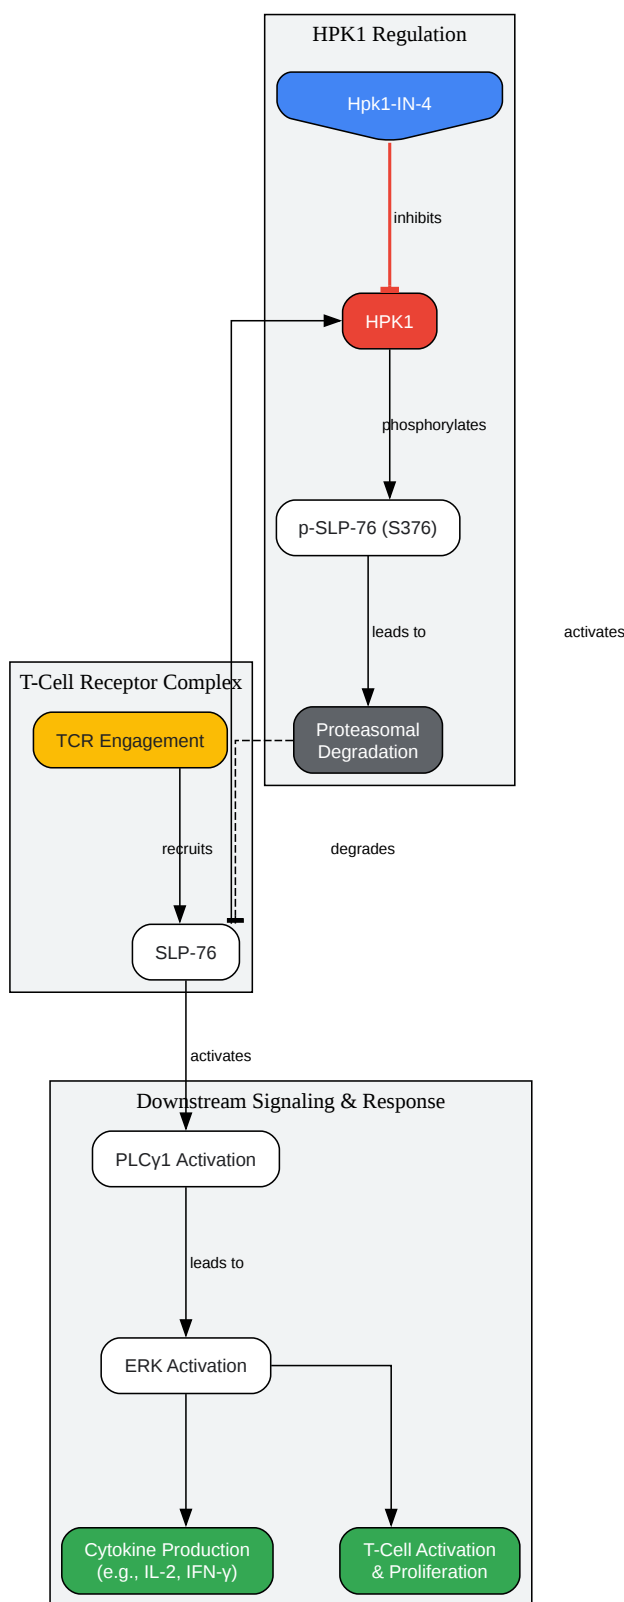 HPK1 Regulation
Hpk1-IN-4
inhibits
HPK1
phosphorylates
p-SLP-76 (S376)
leads to
activates
T-Cell Receptor Complex
TCR Engagement
Proteasomal
Degradation
recruits
degrades
SLP-76
activates
Downstream Signaling & Response
PLCγ1 Activation
leads to
ERK Activation
Cytokine Production
(e.g., IL-2, IFN-γ)
T-Cell Activation
& Proliferation